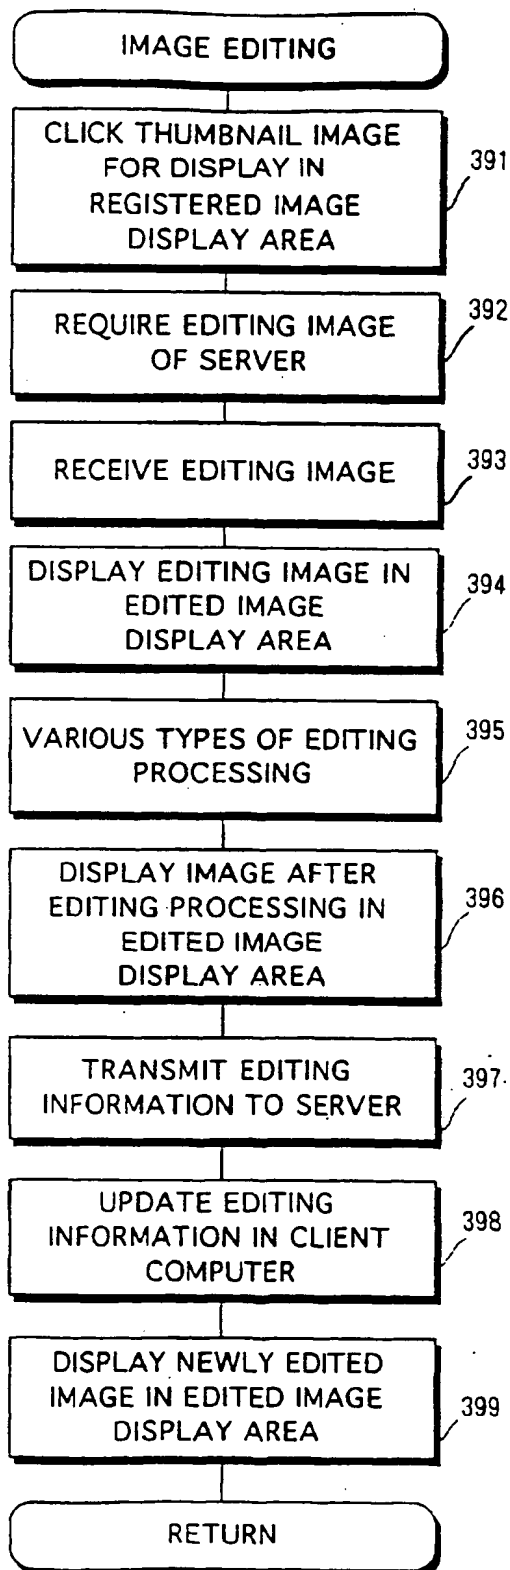 IMAGE EDITING
CLICK THUMBNAIL IMAGE
FOR DISPLAY IN
REGISTERED IMAGE
DISPLAY AREA
391
REQUIRE EDITING IMAGE
OF SERVER
392
RECEIVE EDITING IMAGE
393
DISPLAY EDITING IMAGE IN
EDITED IMAGE
DISPLAY AREA
394
VARIOUS TYPES OF EDITING
PROCESSING
395
DISPLAY IMAGE AFTER
EDITING PROCESSING IN
EDITED IMAGE
DISPLAY AREA
396
TRANSMIT EDITING
INFORMATION TO SERVER
397
UPDATE EDITING
INFORMATION IN CLIENT
COMPUTER
398
DISPLAY NEWLY EDITED
IMAGE IN EDITED IMAGE
DISPLAY AREA
399
RETURN